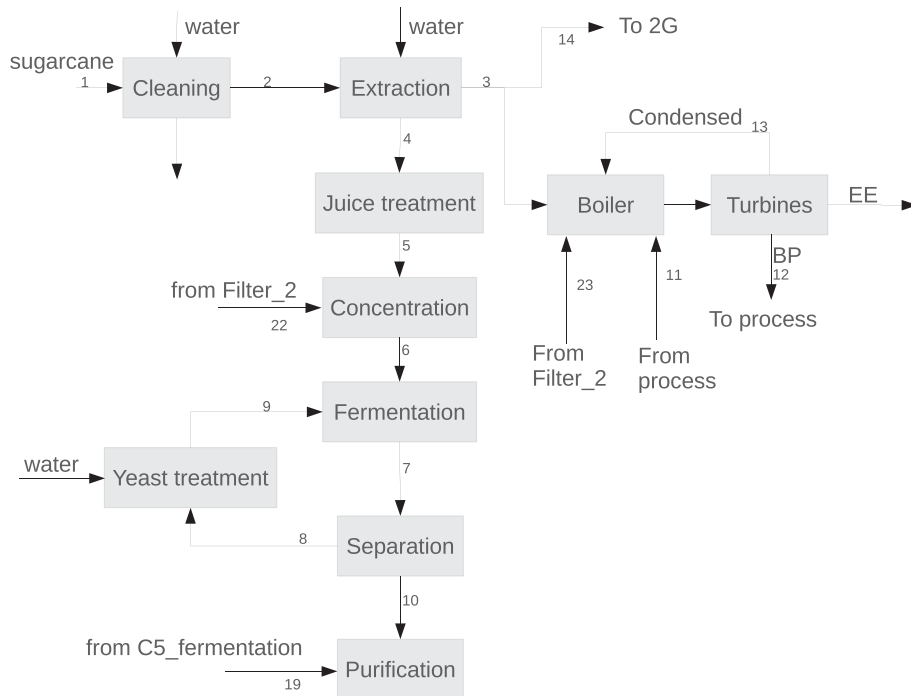 water
water
To 2G
14
sugarcane
1
Cleaning
2
Extraction
3
Condensed
13
4
Juice treatment
Boiler
Turbines
EE
5
BP
12
from Filter_2
22
Concentration
23
11
To process
6
From
Filter_2
From
process
9
Fermentation
water
Yeast treatment
7
8
Separation
10
from C5_fermentation
19
Purification